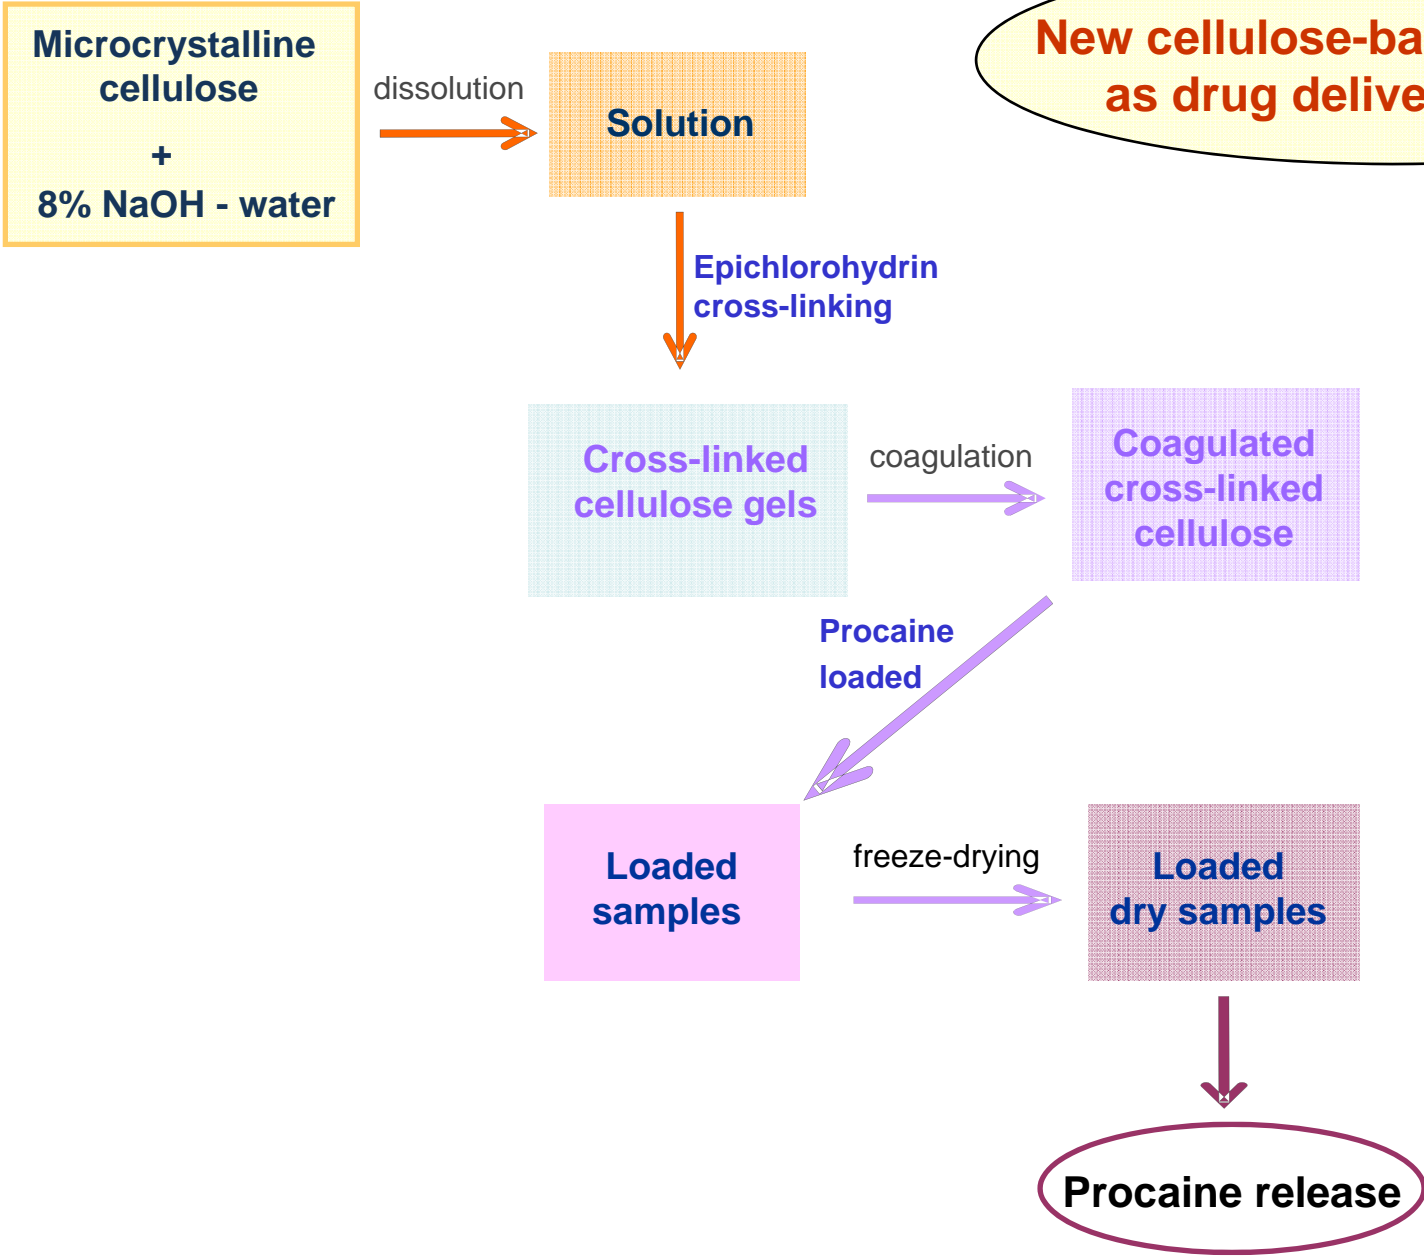 Microcrystalline
cellulose
+
8% NaOH - water
dissolution
Solution
New cellulose-ba
as drug delive
Epichlorohydrin
cross-linking
Cross-linked
cellulose gels
coagulation
Coagulated
cross-linked
cellulose
Procaine
loaded
Loaded
samples
freeze-drying
Loaded
dry samples
Procaine release